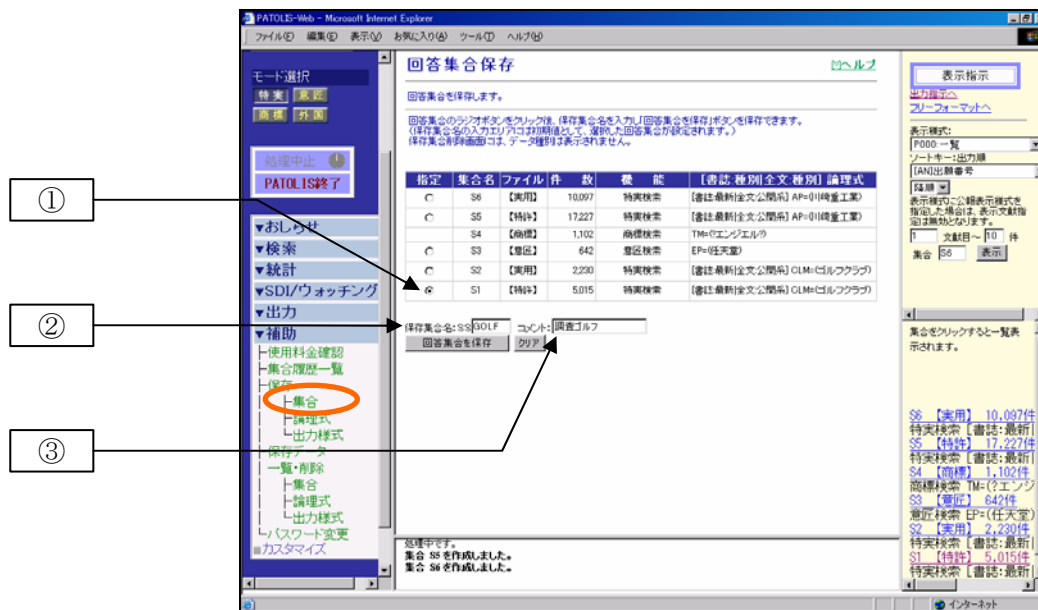 PATOLIS-Web - Microsoft Internet Explorer
ファイル(F) 編集(E) 表示(V) お気に入り(A) ツール(T) ヘルプ(H)
モード選択
特実 意匠
商標 外国
処理中止
PATOLIS終了
▼おしらせ
▼検索
▼統計
▼SDI/ウォッチング
▼出力
▼補助
├使用料金確認
├集合履歴一覧
├保存
│ ├集合
│ ├論理式
│ └出力様式
├保存データ
│一覧・削除
│ ├集合
│ ├論理式
│ └出力様式
└パスワード変更
■カスタマイズ
①
②
③
回答集合保存
ヘルプ
回答集合を保存します。
回答集合のラジオボタンをクリック後、保存集合名を入力し「回答集合を保存」ボタンを保存できます。
(保存集合名の入力エリアには初期値として、選択した回答集合が設定されます。)
保存集合削除画面には、データ種別は表示されません。
指定 集合名 ファイル 件 数 機 能 [書誌:種別|全文:種別] 論理式
S6 【実用】 10,097 特実検索 [書誌:最新|全文:公開系] AP=(川崎重工業)
S5 【特許】 17,227 特実検索 [書誌:最新|全文:公開系] AP=(川崎重工業)
S4 【商標】 1,102 商標検索 TM=(?エンジエル?)
S3 【意匠】 642 意匠検索 EP=(任天堂)
S2 【実用】 2,230 特実検索 [書誌:最新|全文:公開系] CLM=(ゴルフクラブ)
S1 【特許】 5,015 特実検索 [書誌:最新|全文:公開系] CLM=(ゴルフクラブ)
保存集合名:SS GOLF コメント: 調査ゴルフ
回答集合を保存 クリア
処理中です。
集合 S5 を作成しました。
集合 S6 を作成しました。
表示指示
出力指示へ
フリーフォーマットへ
表示様式:
P000:一覧
ソートキー:出力順
[AN]出願番号
降順
表示様式に公報表示様式を
指定した場合は、表示文献指
定は無効となります。
1 文献目~ 10 件
集合 S6 表示
集合をクリックすると一覧表
示されます。
S6 【実用】 10,097件
特実検索 [書誌:最新|
S5 【特許】 17,227件
特実検索 [書誌:最新|
S4 【商標】 1,102件
商標検索 TM=(?エンジ
S3 【意匠】 642件
意匠検索 EP=(任天堂)
S2 【実用】 2,230件
特実検索 [書誌:最新|
S1 【特許】 5,015件
特実検索 [書誌:最新|
インターネット